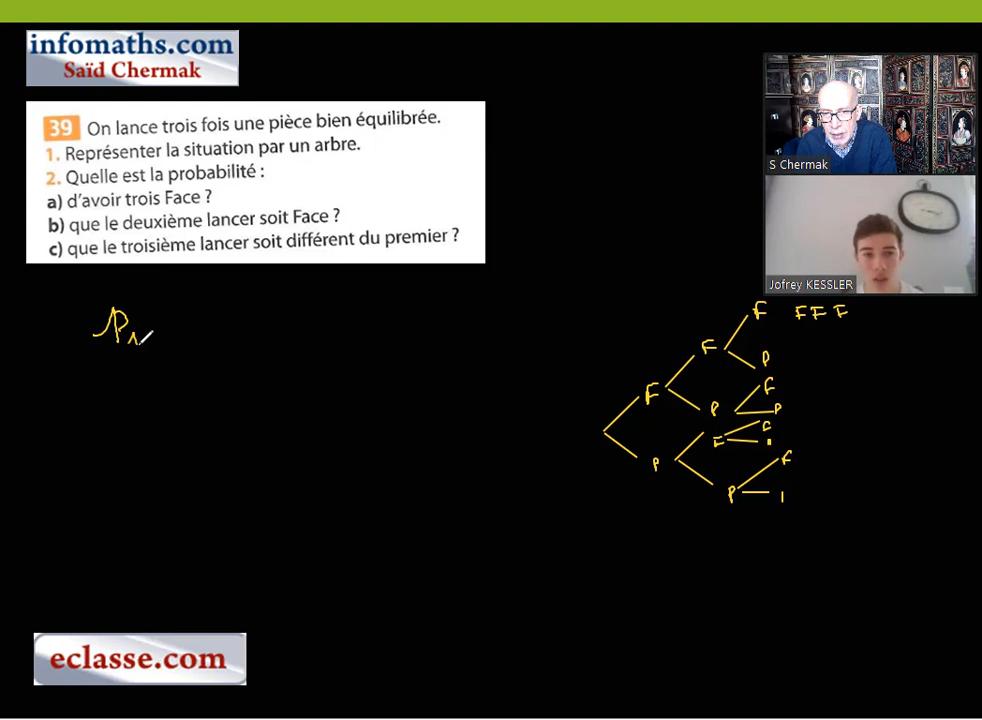 infomaths.com
Saïd Chermak
39 On lance trois fois une pièce bien équilibrée.
1. Représenter la situation par un arbre.
2. Quelle est la probabilité :
a) d'avoir trois Face ?
b) que le deuxième lancer soit Face ?
c) que le troisième lancer soit différent du premier ?
S Chermak
Jofrey KESSLER
F F F F
F
P
F
F
P P
F
F
P
F
P
eclasse.com